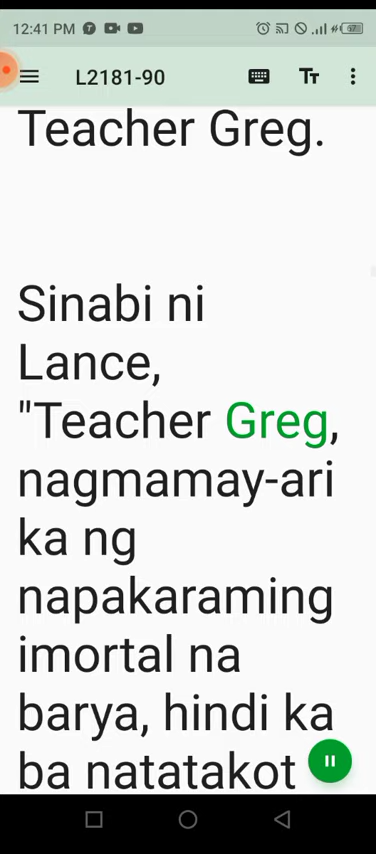 12:41 PM
L2181-90
Teacher Greg.
Sinabi ni
Lance,
"Teacher Greg,
nagmamay-ari
ka ng
napakaraming
imortal na
barya, hindi ka
ba natatakot